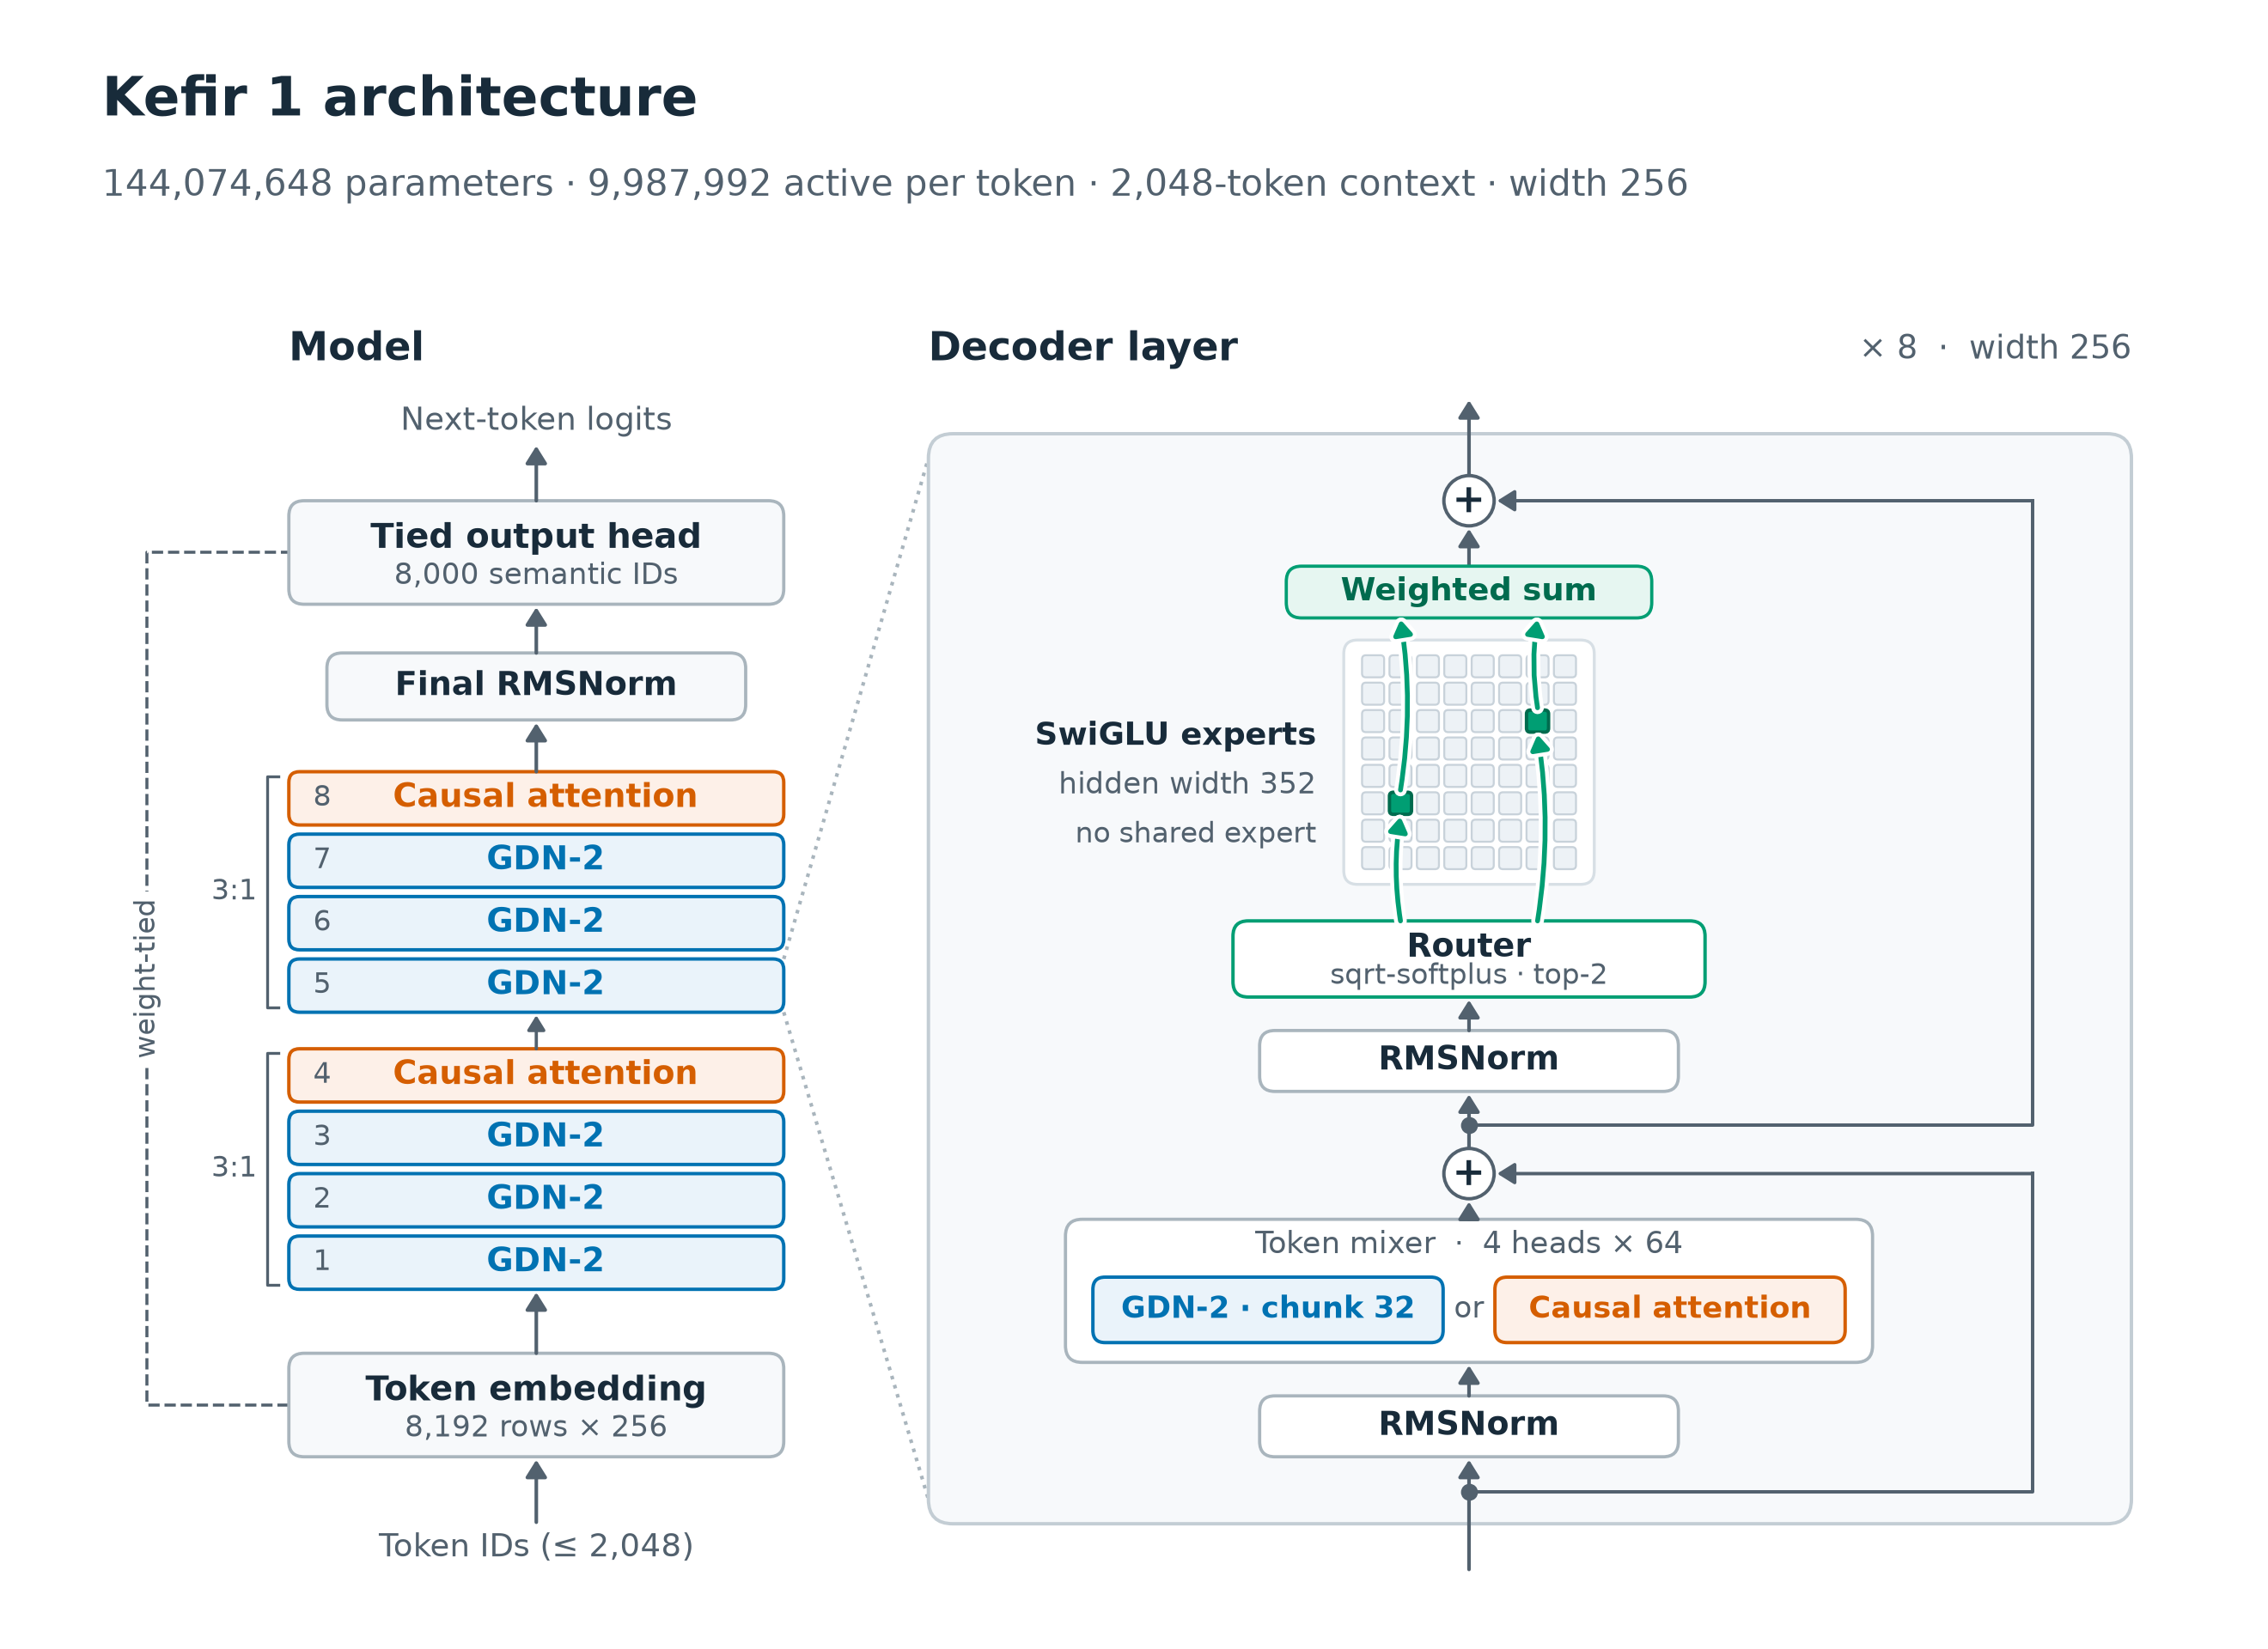 Kefir 1 architecture
144,074,648 parameters · 9,987,992 active per token · 2,048-token context · width 256
Model
Next-token logits
Tied output head
8,000 semantic IDs
Final RMSNorm
8 Causal attention
7 GDN-2
6 GDN-2
5 GDN-2
3:1
4 Causal attention
3 GDN-2
2 GDN-2
1 GDN-2
3:1
weight-tied
Token embedding
8,192 rows × 256
Token IDs (≤ 2,048)
Decoder layer
× 8 · width 256
+
Weighted sum
SwiGLU experts
hidden width 352
no shared expert
Router
sqrt-softplus · top-2
RMSNorm
+
Token mixer · 4 heads × 64
GDN-2 · chunk 32 or Causal attention
RMSNorm